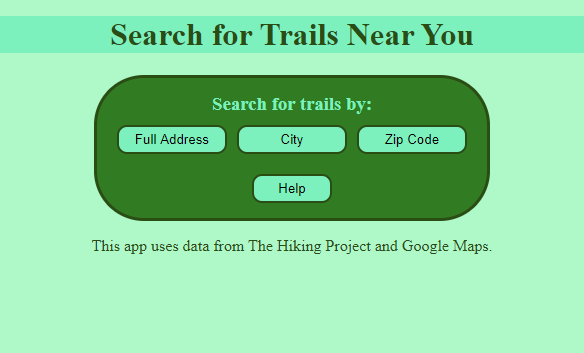 Search for Trails Near You
Search for trails by:
Full Address City Zip Code
Help
This app uses data from The Hiking Project and Google Maps.